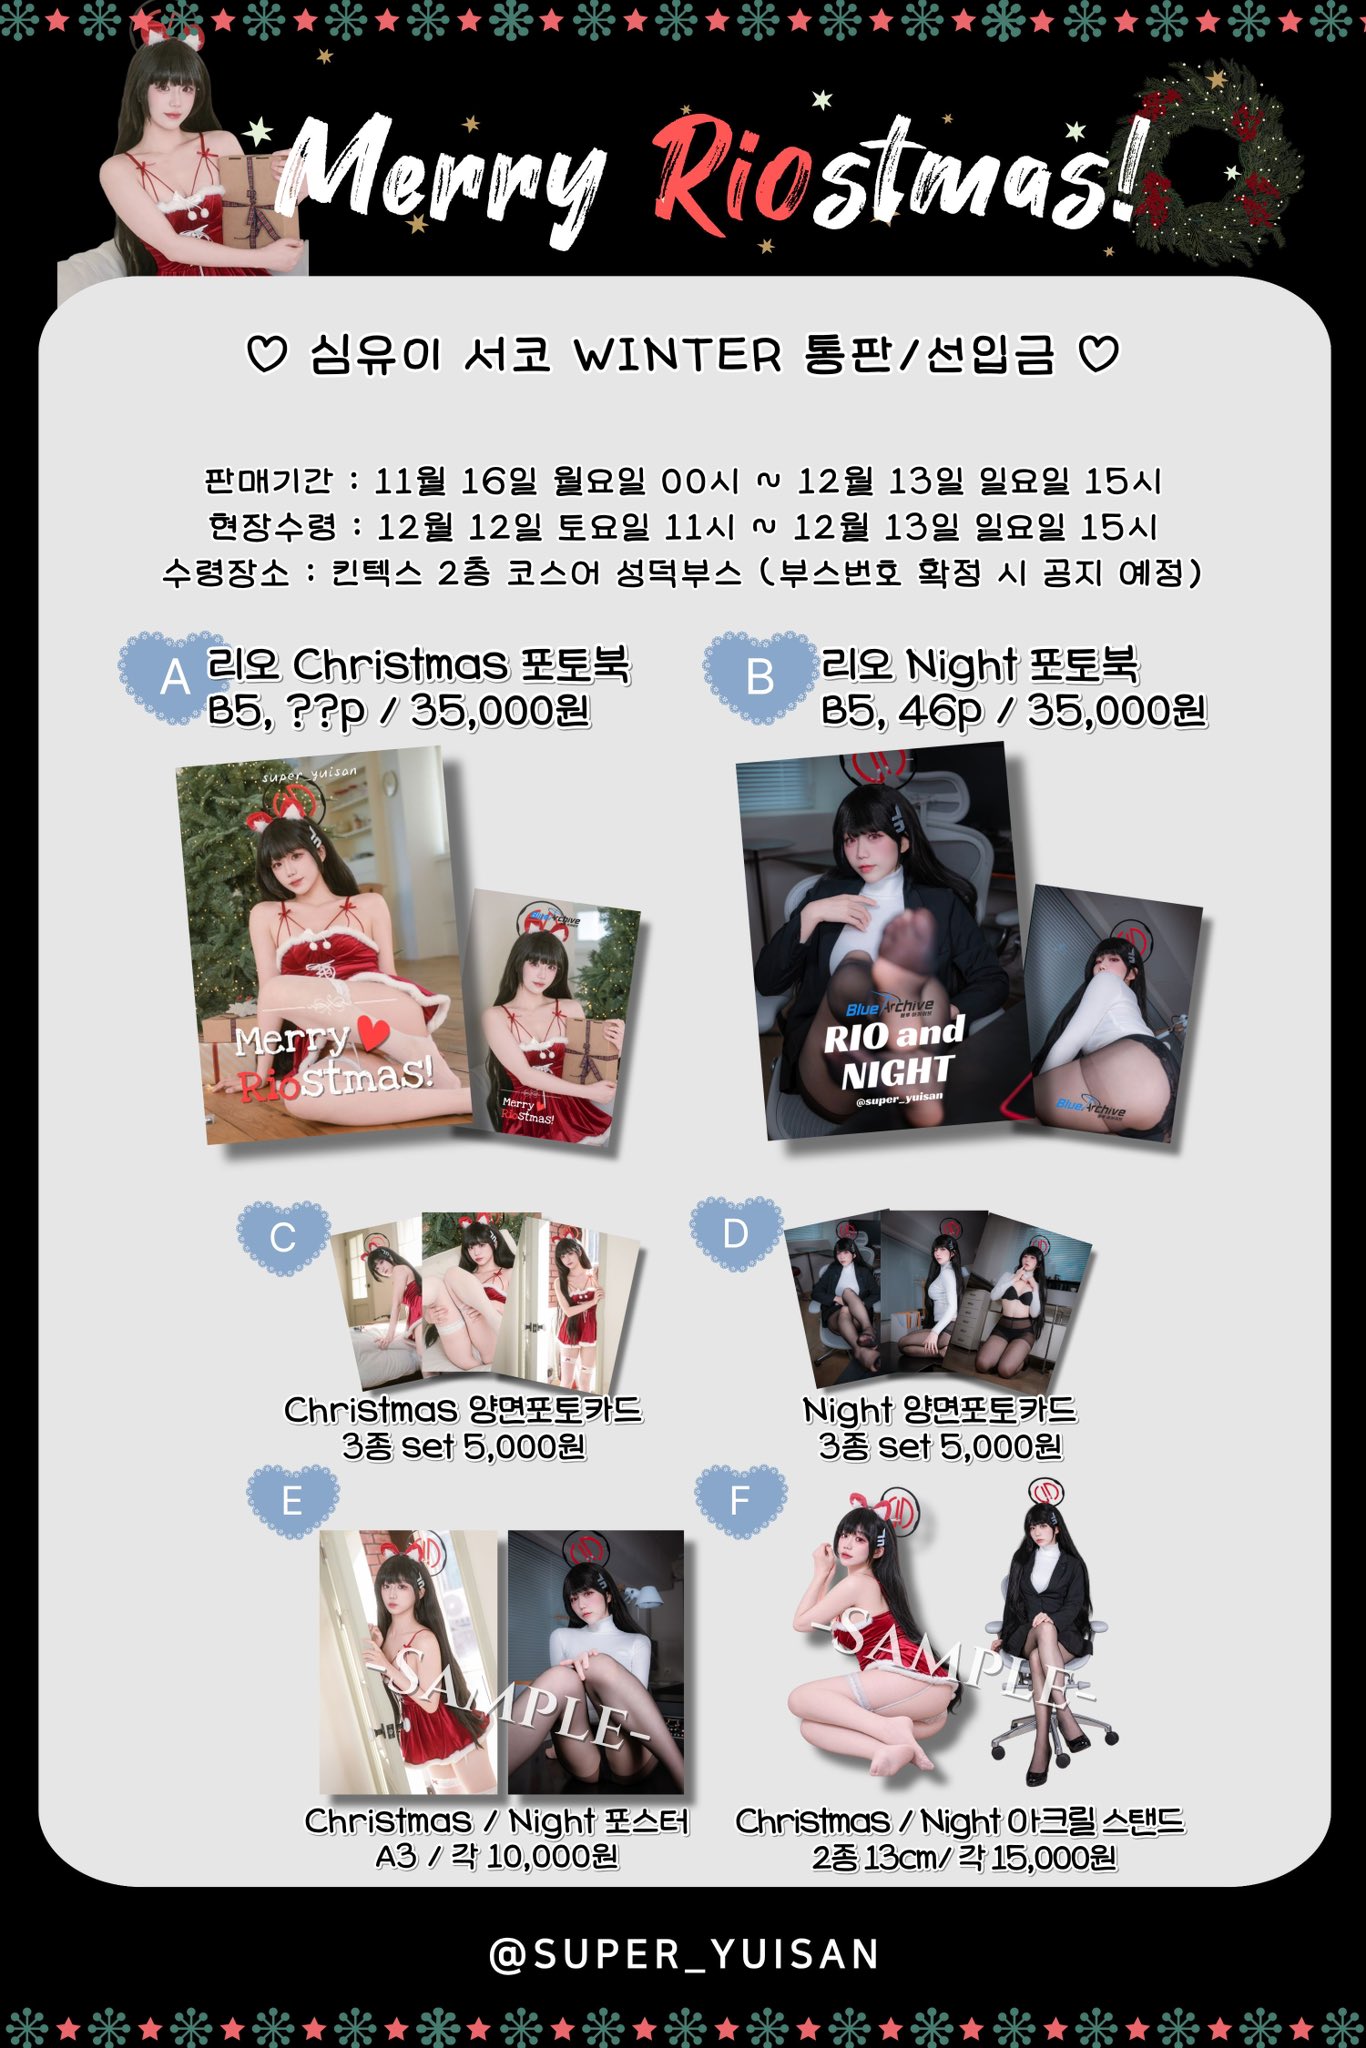 Merry Riostmas!
♡ 심유이 서코 WINTER 통판/선입금 ♡
판매기간 : 11월 16일 월요일 00시 ~ 12월 13일 일요일 15시
현장수령 : 12월 12일 토요일 11시 ~ 12월 13일 일요일 15시
수령장소 : 킨텍스 2층 코스어 성덕부스 (부스번호 확정 시 공지 예정)
A
리오 Christmas 포토북
B5, ??p / 35,000원
B
리오 Night 포토북
B5, 46p / 35,000원
super_yuisan
Merry
Riostmas!
Blue Archive
Merry
Riostmas!
Blue Archive
블루 아카이브
RIO and
NIGHT
@super_yuisan
Blue Archive
C
Christmas 양면포토카드
3종 set 5,000원
D
Night 양면포토카드
3종 set 5,000원
E
-SAMPLE-
Christmas / Night 포스터
A3 / 각 10,000원
F
-SAMPLE-
Christmas / Night 아크릴 스탠드
2종 13cm/ 각 15,000원
@SUPER_YUISAN